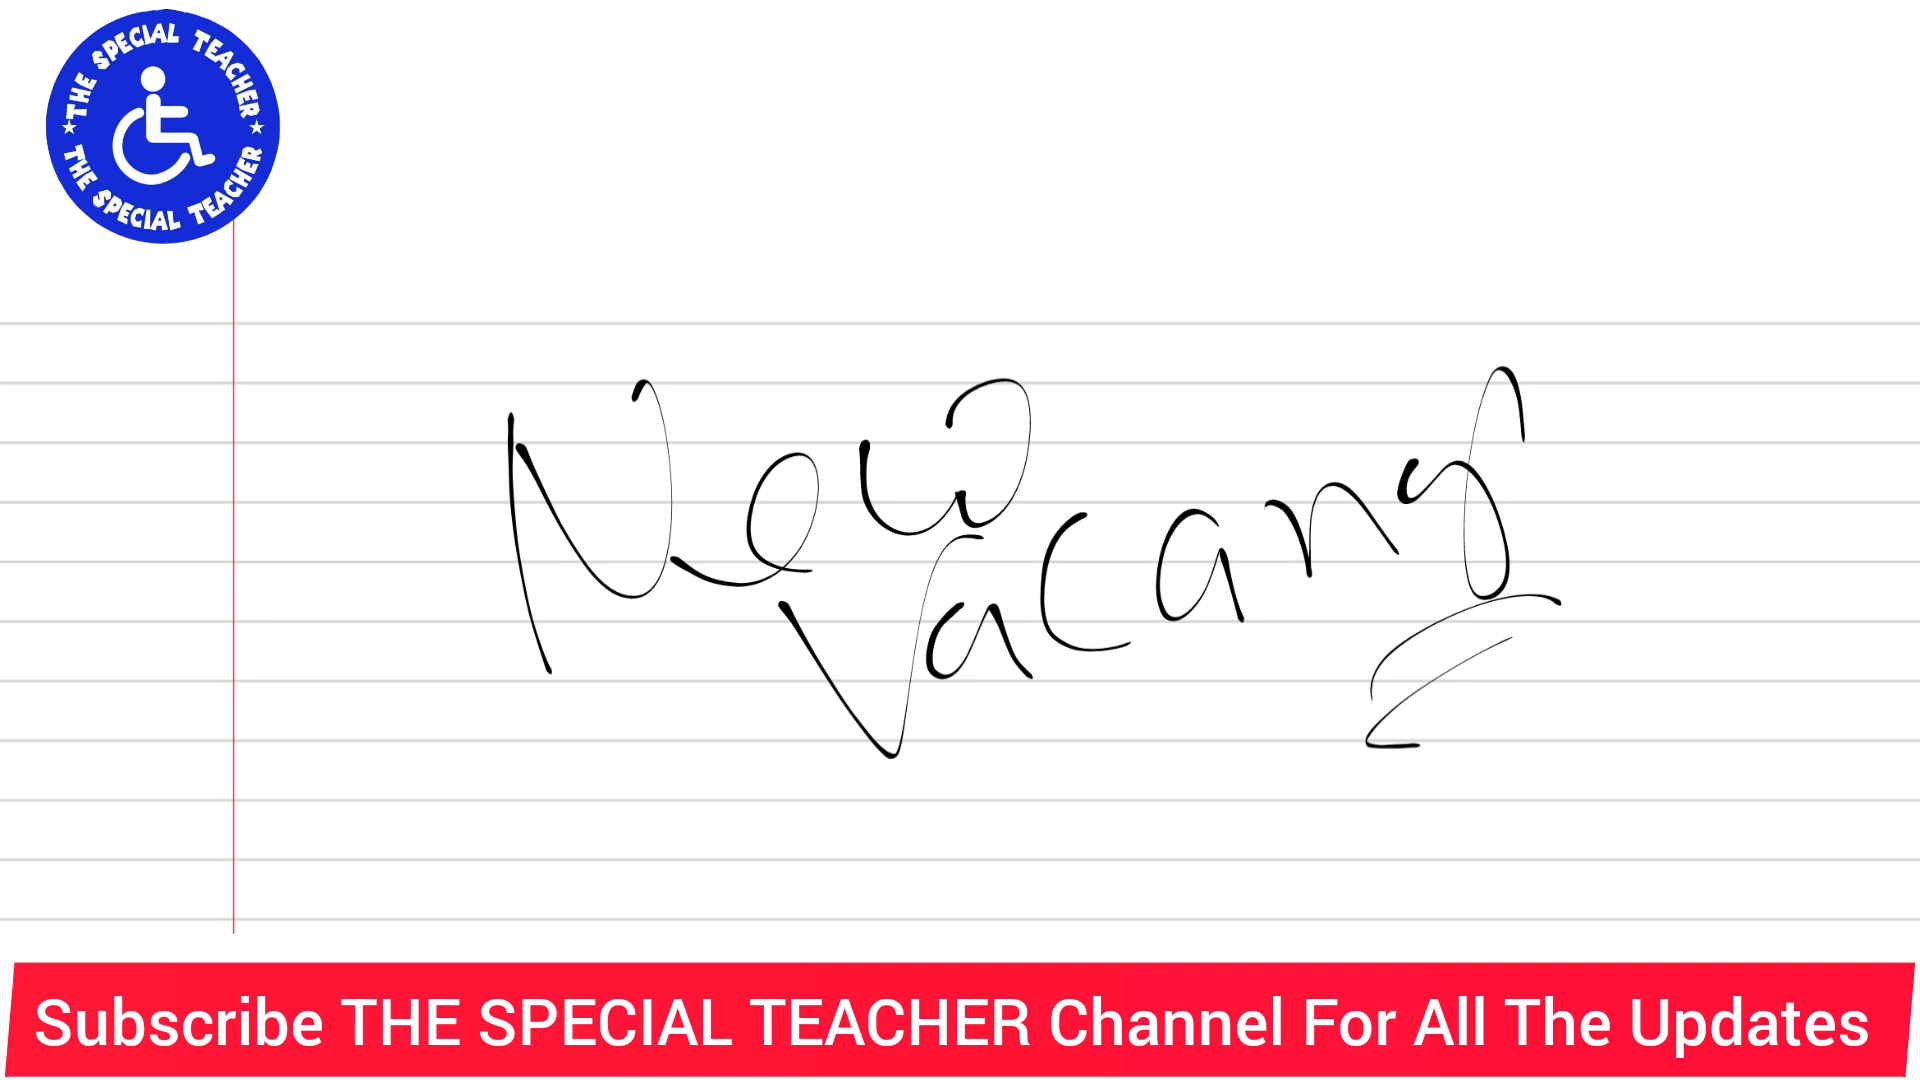 THE SPECIAL TEACHER
THE SPECIAL TEACHER
New
Vacancy
Subscribe THE SPECIAL TEACHER Channel For All The Updates